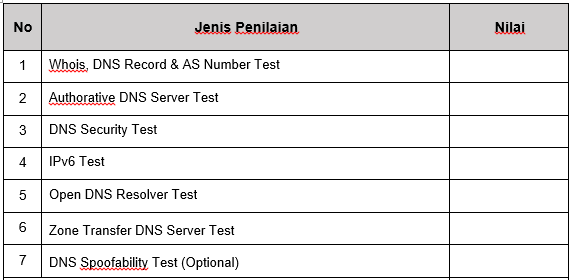 No Jenis Penilaian Nilai
1 Whois, DNS Record & AS Number Test
2 Authorative DNS Server Test
3 DNS Security Test
4 IPv6 Test
5 Open DNS Resolver Test
6 Zone Transfer DNS Server Test
7 DNS Spoofability Test (Optional)